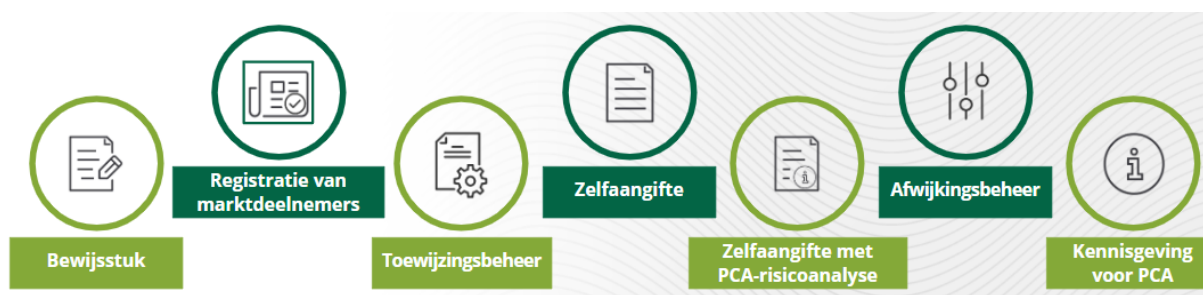 Bewijsstuk
Registratie van
marktdeelnemers
Toewijzingsbeheer
Zelfaangifte
Zelfaangifte met
PCA-risicoanalyse
Afwijkingsbeheer
Kennisgeving
voor PCA